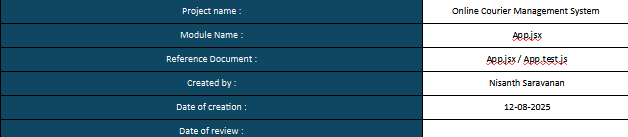 Project name : Online Courier Management System
Module Name : App.jsx
Reference Document : App.jsx / App.test.js
Created by : Nisanth Saravanan
Date of creation : 12-08-2025
Date of review :